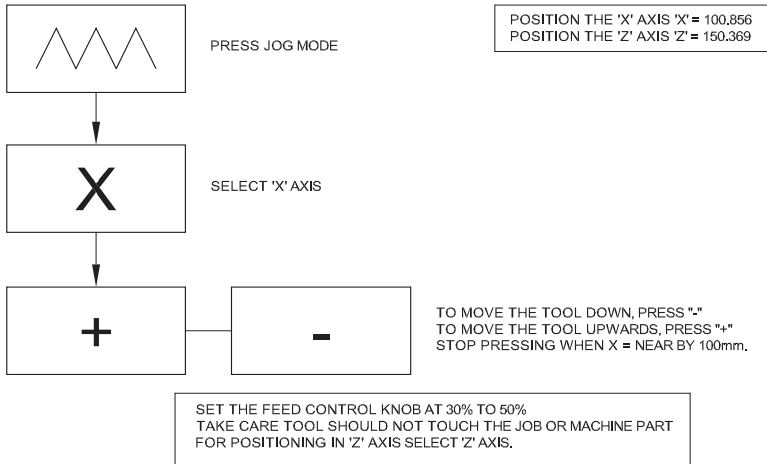 PRESS JOG MODE
POSITION THE 'X' AXIS 'X' = 100.856
POSITION THE 'Z' AXIS 'Z' = 150.369
X
SELECT 'X' AXIS
+
-
TO MOVE THE TOOL DOWN, PRESS "-"
TO MOVE THE TOOL UPWARDS, PRESS "+"
STOP PRESSING WHEN X = NEAR BY 100mm.
SET THE FEED CONTROL KNOB AT 30% TO 50%
TAKE CARE TOOL SHOULD NOT TOUCH THE JOB OR MACHINE PART
FOR POSITIONING IN 'Z' AXIS SELECT 'Z' AXIS.